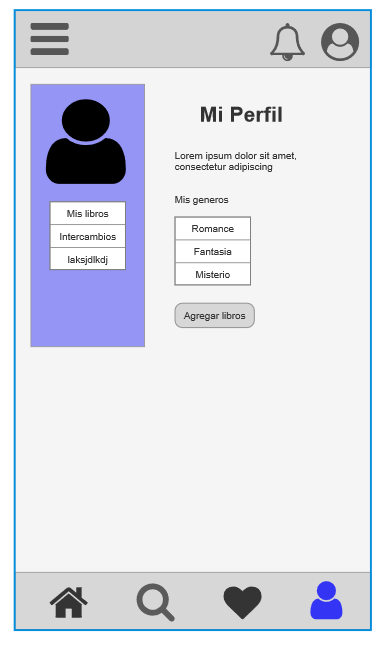 Mi Perfil
Lorem ipsum dolor sit amet,
consectetur adipiscing
Mis generos
Romance
Fantasia
Misterio
Agregar libros
Mis libros
Intercambios
laksjdlkdj